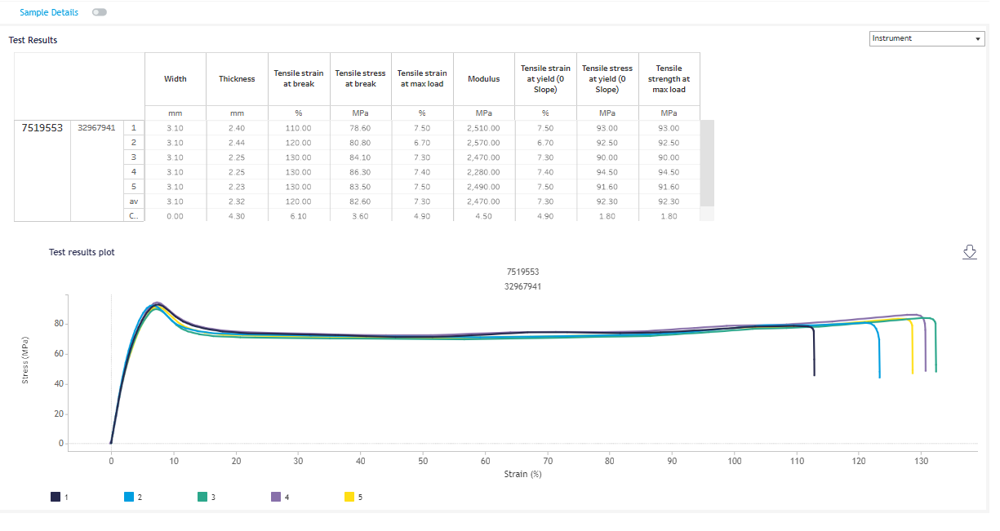 Sample Details
Test Results
Instrument
Width Thickness Tensile strain at break Tensile stress at break Tensile strain at max load Modulus Tensile strain at yield (0 Slope) Tensile stress at yield (0 Slope) Tensile strength at max load
mm mm % MPa % MPa % MPa MPa
7519553 32967941 1 3.10 2.40 110.00 78.60 7.50 2,510.00 7.50 93.00 93.00
2 3.10 2.44 120.00 80.80 6.70 2,570.00 6.70 92.50 92.50
3 3.10 2.25 130.00 84.10 7.30 2,470.00 7.30 90.00 90.00
4 3.10 2.25 130.00 86.30 7.40 2,280.00 7.40 94.50 94.50
5 3.10 2.23 130.00 83.50 7.50 2,490.00 7.50 91.60 91.60
av 3.10 2.32 120.00 82.60 7.30 2,470.00 7.30 92.30 92.30
C.. 0.00 4.30 6.10 3.60 4.90 4.50 4.90 1.80 1.80
Test results plot
7519553
32967941
80
60
40
20
0
Stress (MPa)
0 10 20 30 40 50 60 70 80 90 100 110 120 130
Strain (%)
1 2 3 4 5